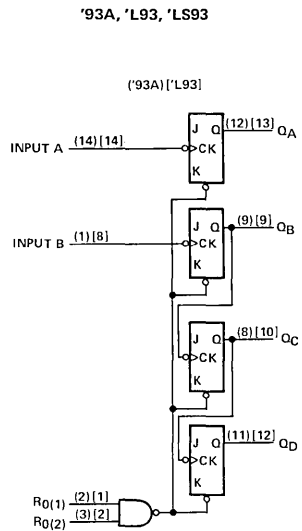 '93A, 'L93, 'LS93
('93A)['L93]
J Q (12)[13] QA
INPUT A (14)[14] CK
K
J Q (9)[9] QB
INPUT B (1)[8] CK
K
J Q (8)[10] QC
CK
K
J Q (11)[12] QD
CK
K
R0(1) (2)[1]
R0(2) (3)[2]